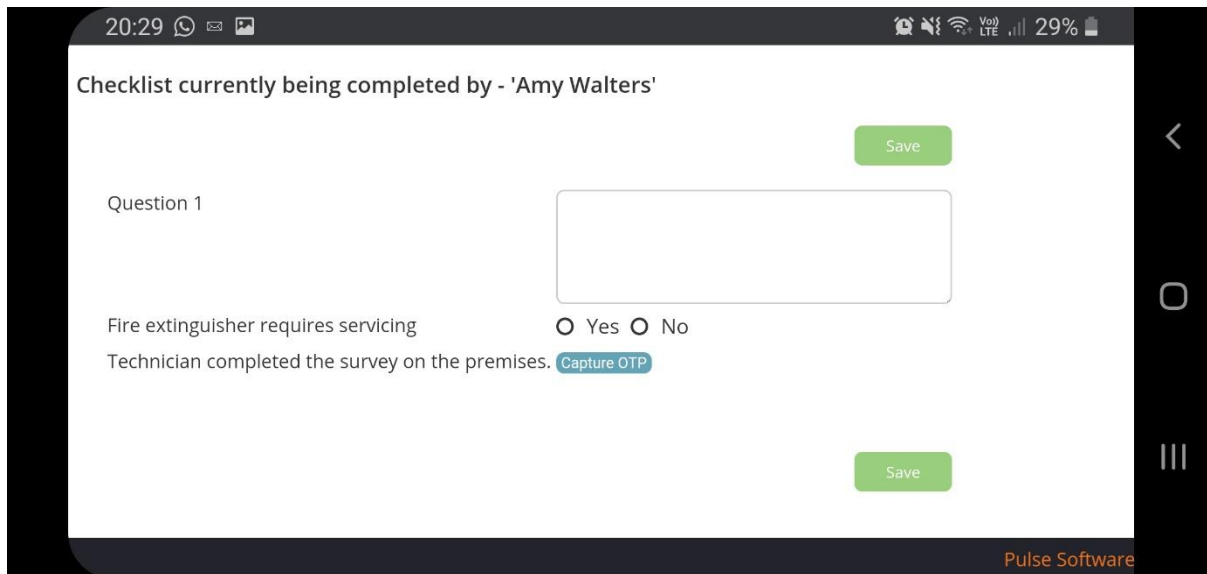 20:29 29%
Checklist currently being completed by - 'Amy Walters'
Save
Question 1
Fire extinguisher requires servicing Yes No
Technician completed the survey on the premises. Capture OTP
Save
Pulse Software